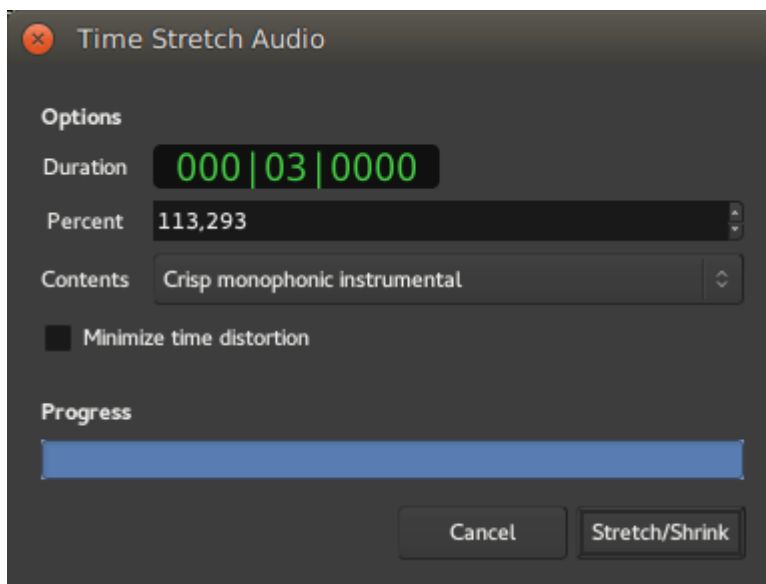 Time Stretch Audio
Options
Duration 000|03|0000
Percent 113,293
Contents Crisp monophonic instrumental
Minimize time distortion
Progress
Cancel Stretch/Shrink